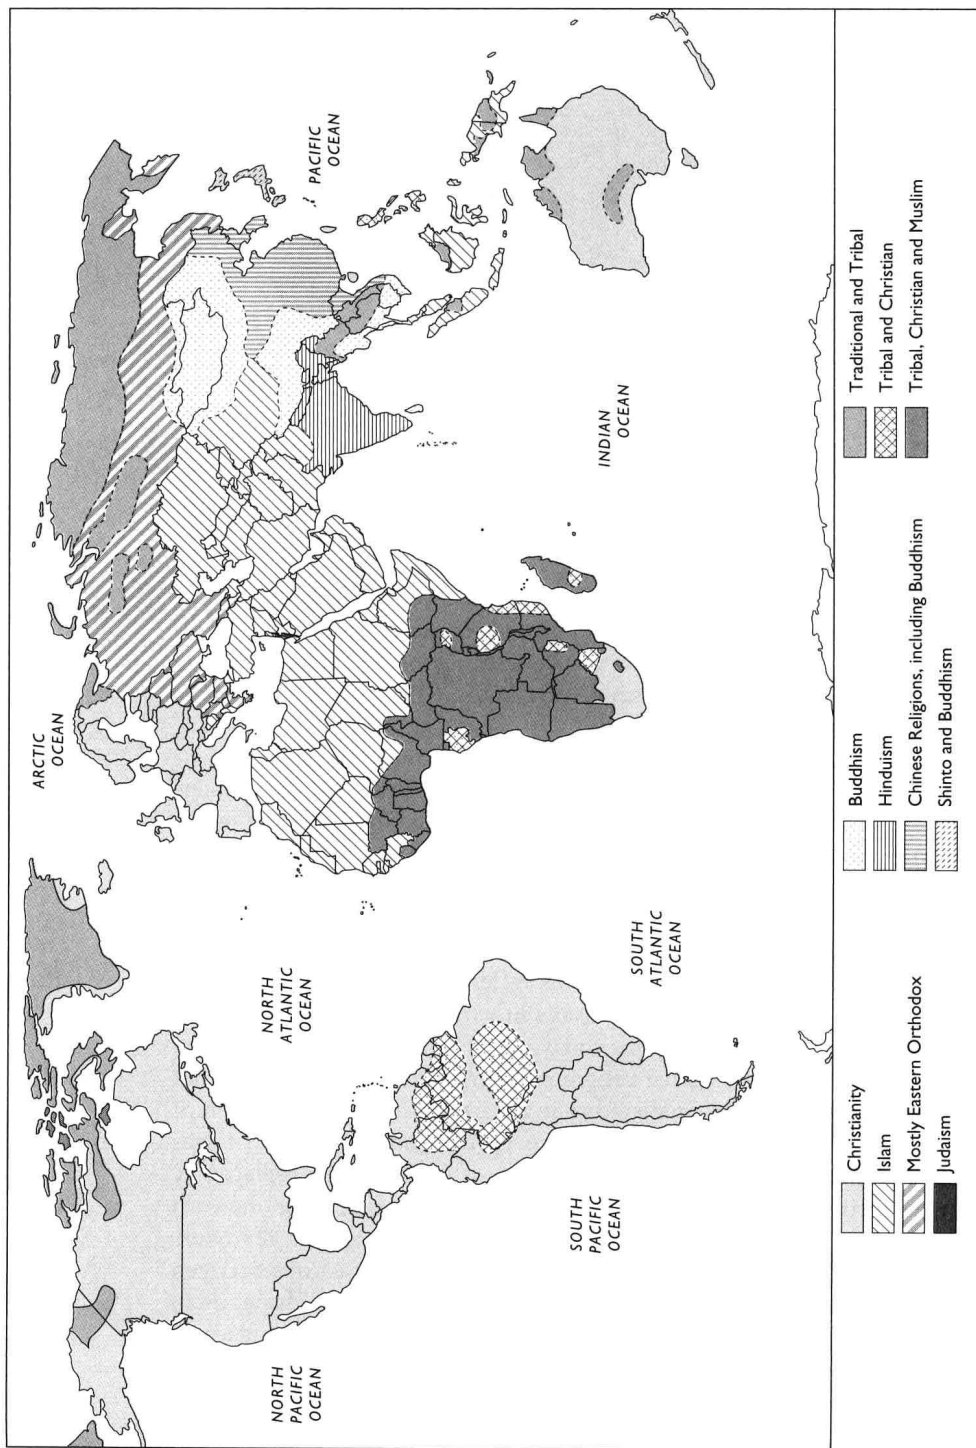 ARCTIC
OCEAN
PACIFIC
OCEAN
NORTH
ATLANTIC
OCEAN
NORTH
PACIFIC
OCEAN
INDIAN
OCEAN
SOUTH
ATLANTIC
OCEAN
SOUTH
PACIFIC
OCEAN
Christianity
Islam
Mostly Eastern Orthodox
Judaism
Buddhism
Hinduism
Chinese Religions, including Buddhism
Shinto and Buddhism
Traditional and Tribal
Tribal and Christian
Tribal, Christian and Muslim